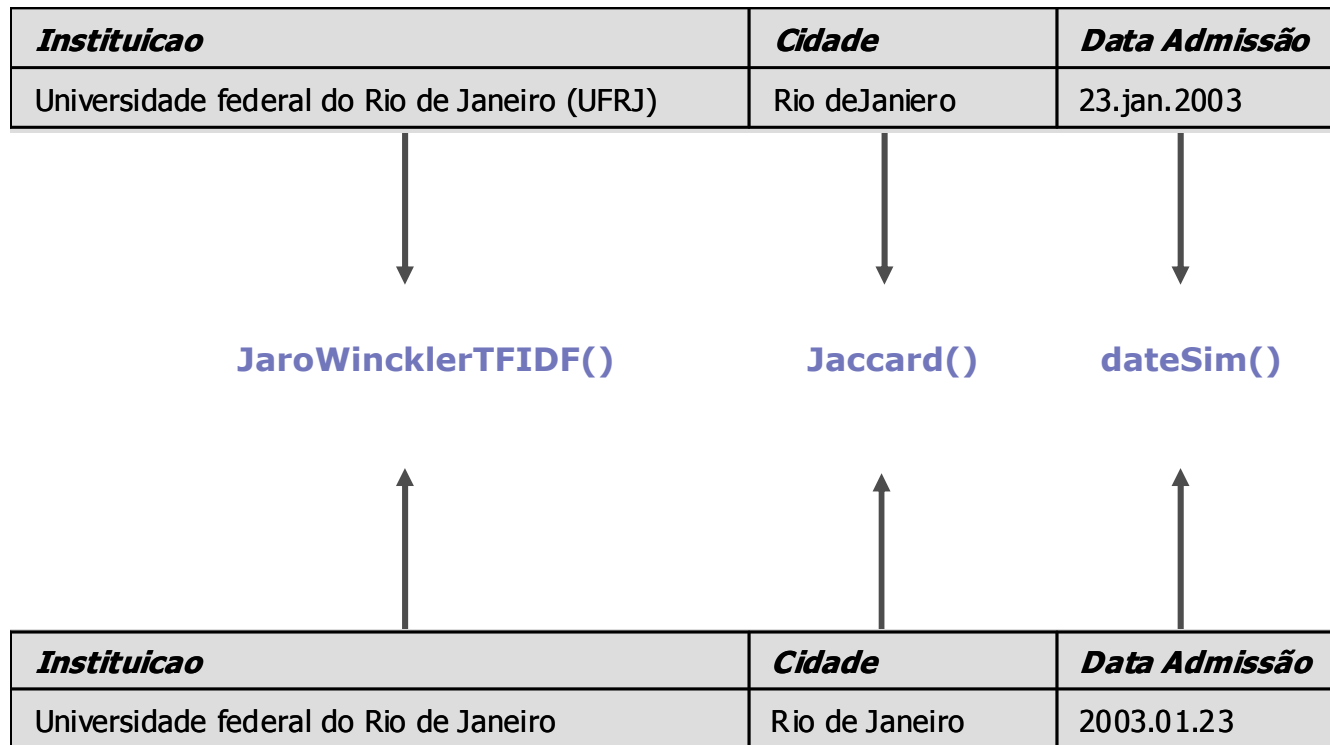 Instituicao Cidade Data Admissão
Universidade federal do Rio de Janeiro (UFRJ) Rio deJaniero 23.jan.2003
JaroWincklerTFIDF() Jaccard() dateSim()
Instituicao Cidade Data Admissão
Universidade federal do Rio de Janeiro Rio de Janeiro 2003.01.23